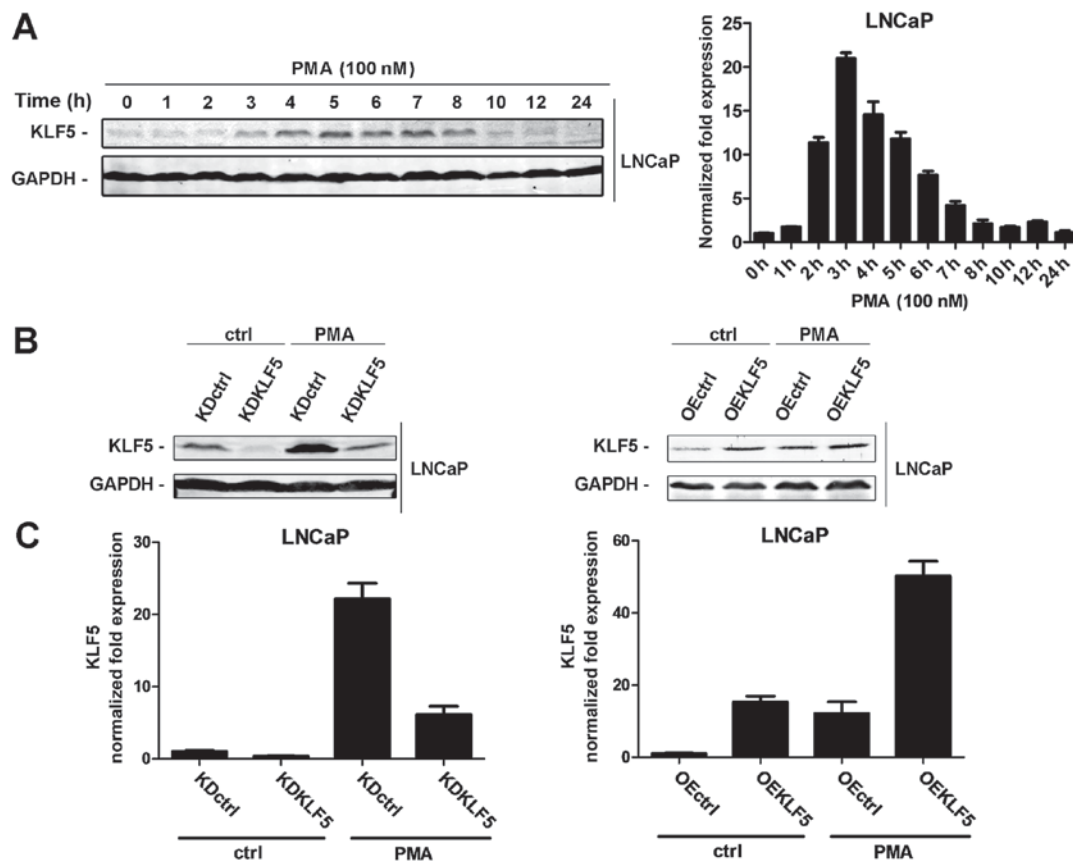 A
PMA (100 nM)
Time (h) 0 1 2 3 4 5 6 7 8 10 12 24
KLF5 -
GAPDH -
LNCaP
LNCaP
Normalized fold expression
25
20
15
10
5
0
0h 1h 2h 3h 4h 5h 6h 7h 8h 10h 12h 24h
PMA (100 nM)
B
ctrl PMA
KDctrl KDKLF5 KDctrl KDKLF5
KLF5 -
GAPDH -
LNCaP
ctrl PMA
OEctrl OEKLF5 OEctrl OEKLF5
KLF5 -
GAPDH -
LNCaP
C
LNCaP
KLF5
normalized fold expression
30
20
10
0
KDctrl KDKLF5 KDctrl KDKLF5
ctrl PMA
LNCaP
KLF5
normalized fold expression
60
40
20
0
OEctrl OEKLF5 OEctrl OEKLF5
ctrl PMA